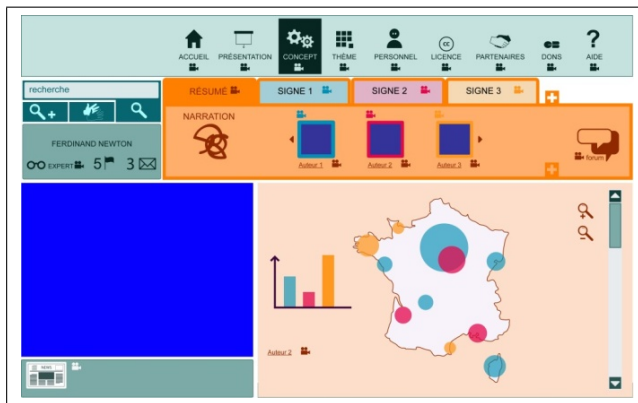 ACCUEIL PRÉSENTATION CONCEPT THÈME PERSONNEL LICENCE PARTENAIRES DONS AIDE
cc
?
recherche
RÉSUMÉ SIGNE 1 SIGNE 2 SIGNE 3
NARRATION
FERDINAND NEWTON
EXPERT 5 3
Auteur 1 Auteur 2 Auteur 3 forum
Auteur 2
NEWS